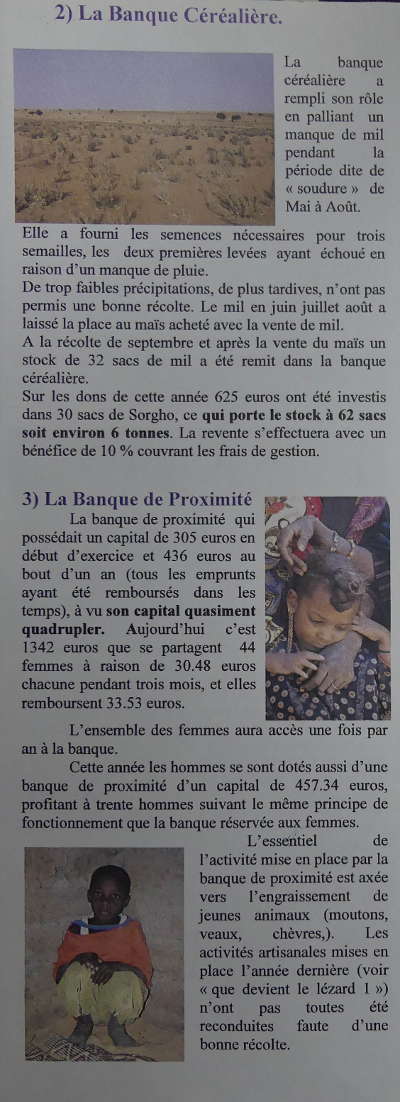 2) La Banque Céréalière.
La banque
céréalière a
rempli son rôle
en palliant un
manque de mil
pendant la
période dite de
« soudure » de
Mai à Août.
Elle a fourni les semences nécessaires pour trois
semailles, les deux premières levées ayant échoué en
raison d'un manque de pluie.
De trop faibles précipitations, de plus tardives, n'ont pas
permis une bonne récolte. Le mil en juin juillet août a
laissé la place au maïs acheté avec la vente de mil.
A la récolte de septembre et après la vente du maïs un
stock de 32 sacs de mil a été remit dans la banque
céréalière.
Sur les dons de cette année 625 euros ont été investis
dans 30 sacs de Sorgho, ce qui porte le stock à 62 sacs
soit environ 6 tonnes. La revente s'effectuera avec un
bénéfice de 10 % couvrant les frais de gestion.
3) La Banque de Proximité
La banque de proximité qui
possédait un capital de 305 euros en
début d'exercice et 436 euros au
bout d'un an (tous les emprunts
ayant été remboursés dans les
temps), à vu son capital quasiment
quadrupler. Aujourd'hui c'est
1342 euros que se partagent 44
femmes à raison de 30.48 euros
chacune pendant trois mois, et elles
remboursent 33.53 euros.
L'ensemble des femmes aura accès une fois par
an à la banque.
Cette année les hommes se sont dotés aussi d'une
banque de proximité d'un capital de 457.34 euros,
profitant à trente hommes suivant le même principe de
fonctionnement que la banque réservée aux femmes.
L'essentiel de
l'activité mise en place par la
banque de proximité est axée
vers l'engraissement de
jeunes animaux (moutons,
veaux, chèvres,). Les
activités artisanales mises en
place l'année dernière (voir
« que devient le lézard 1 »)
n'ont pas toutes été
reconduites faute d'une
bonne récolte.